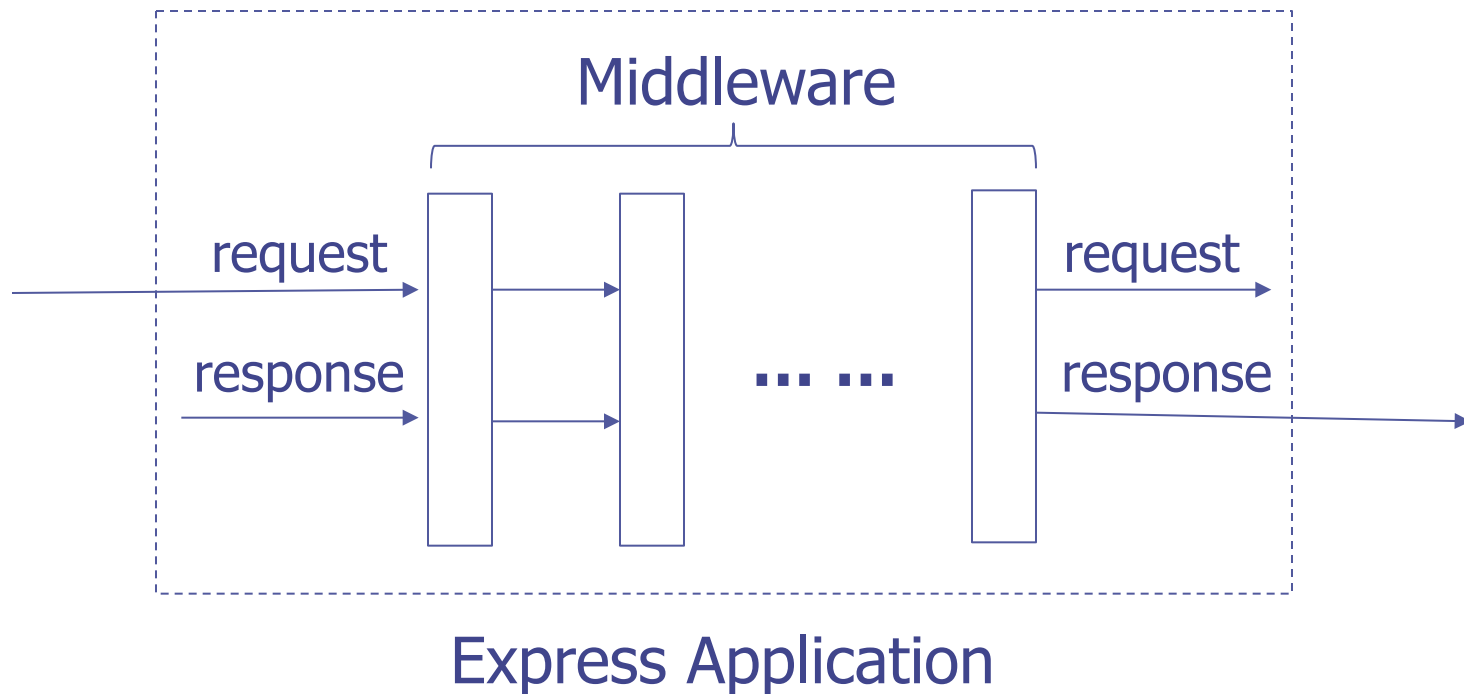 Middleware
request
request
response
... ...
response
Express Application